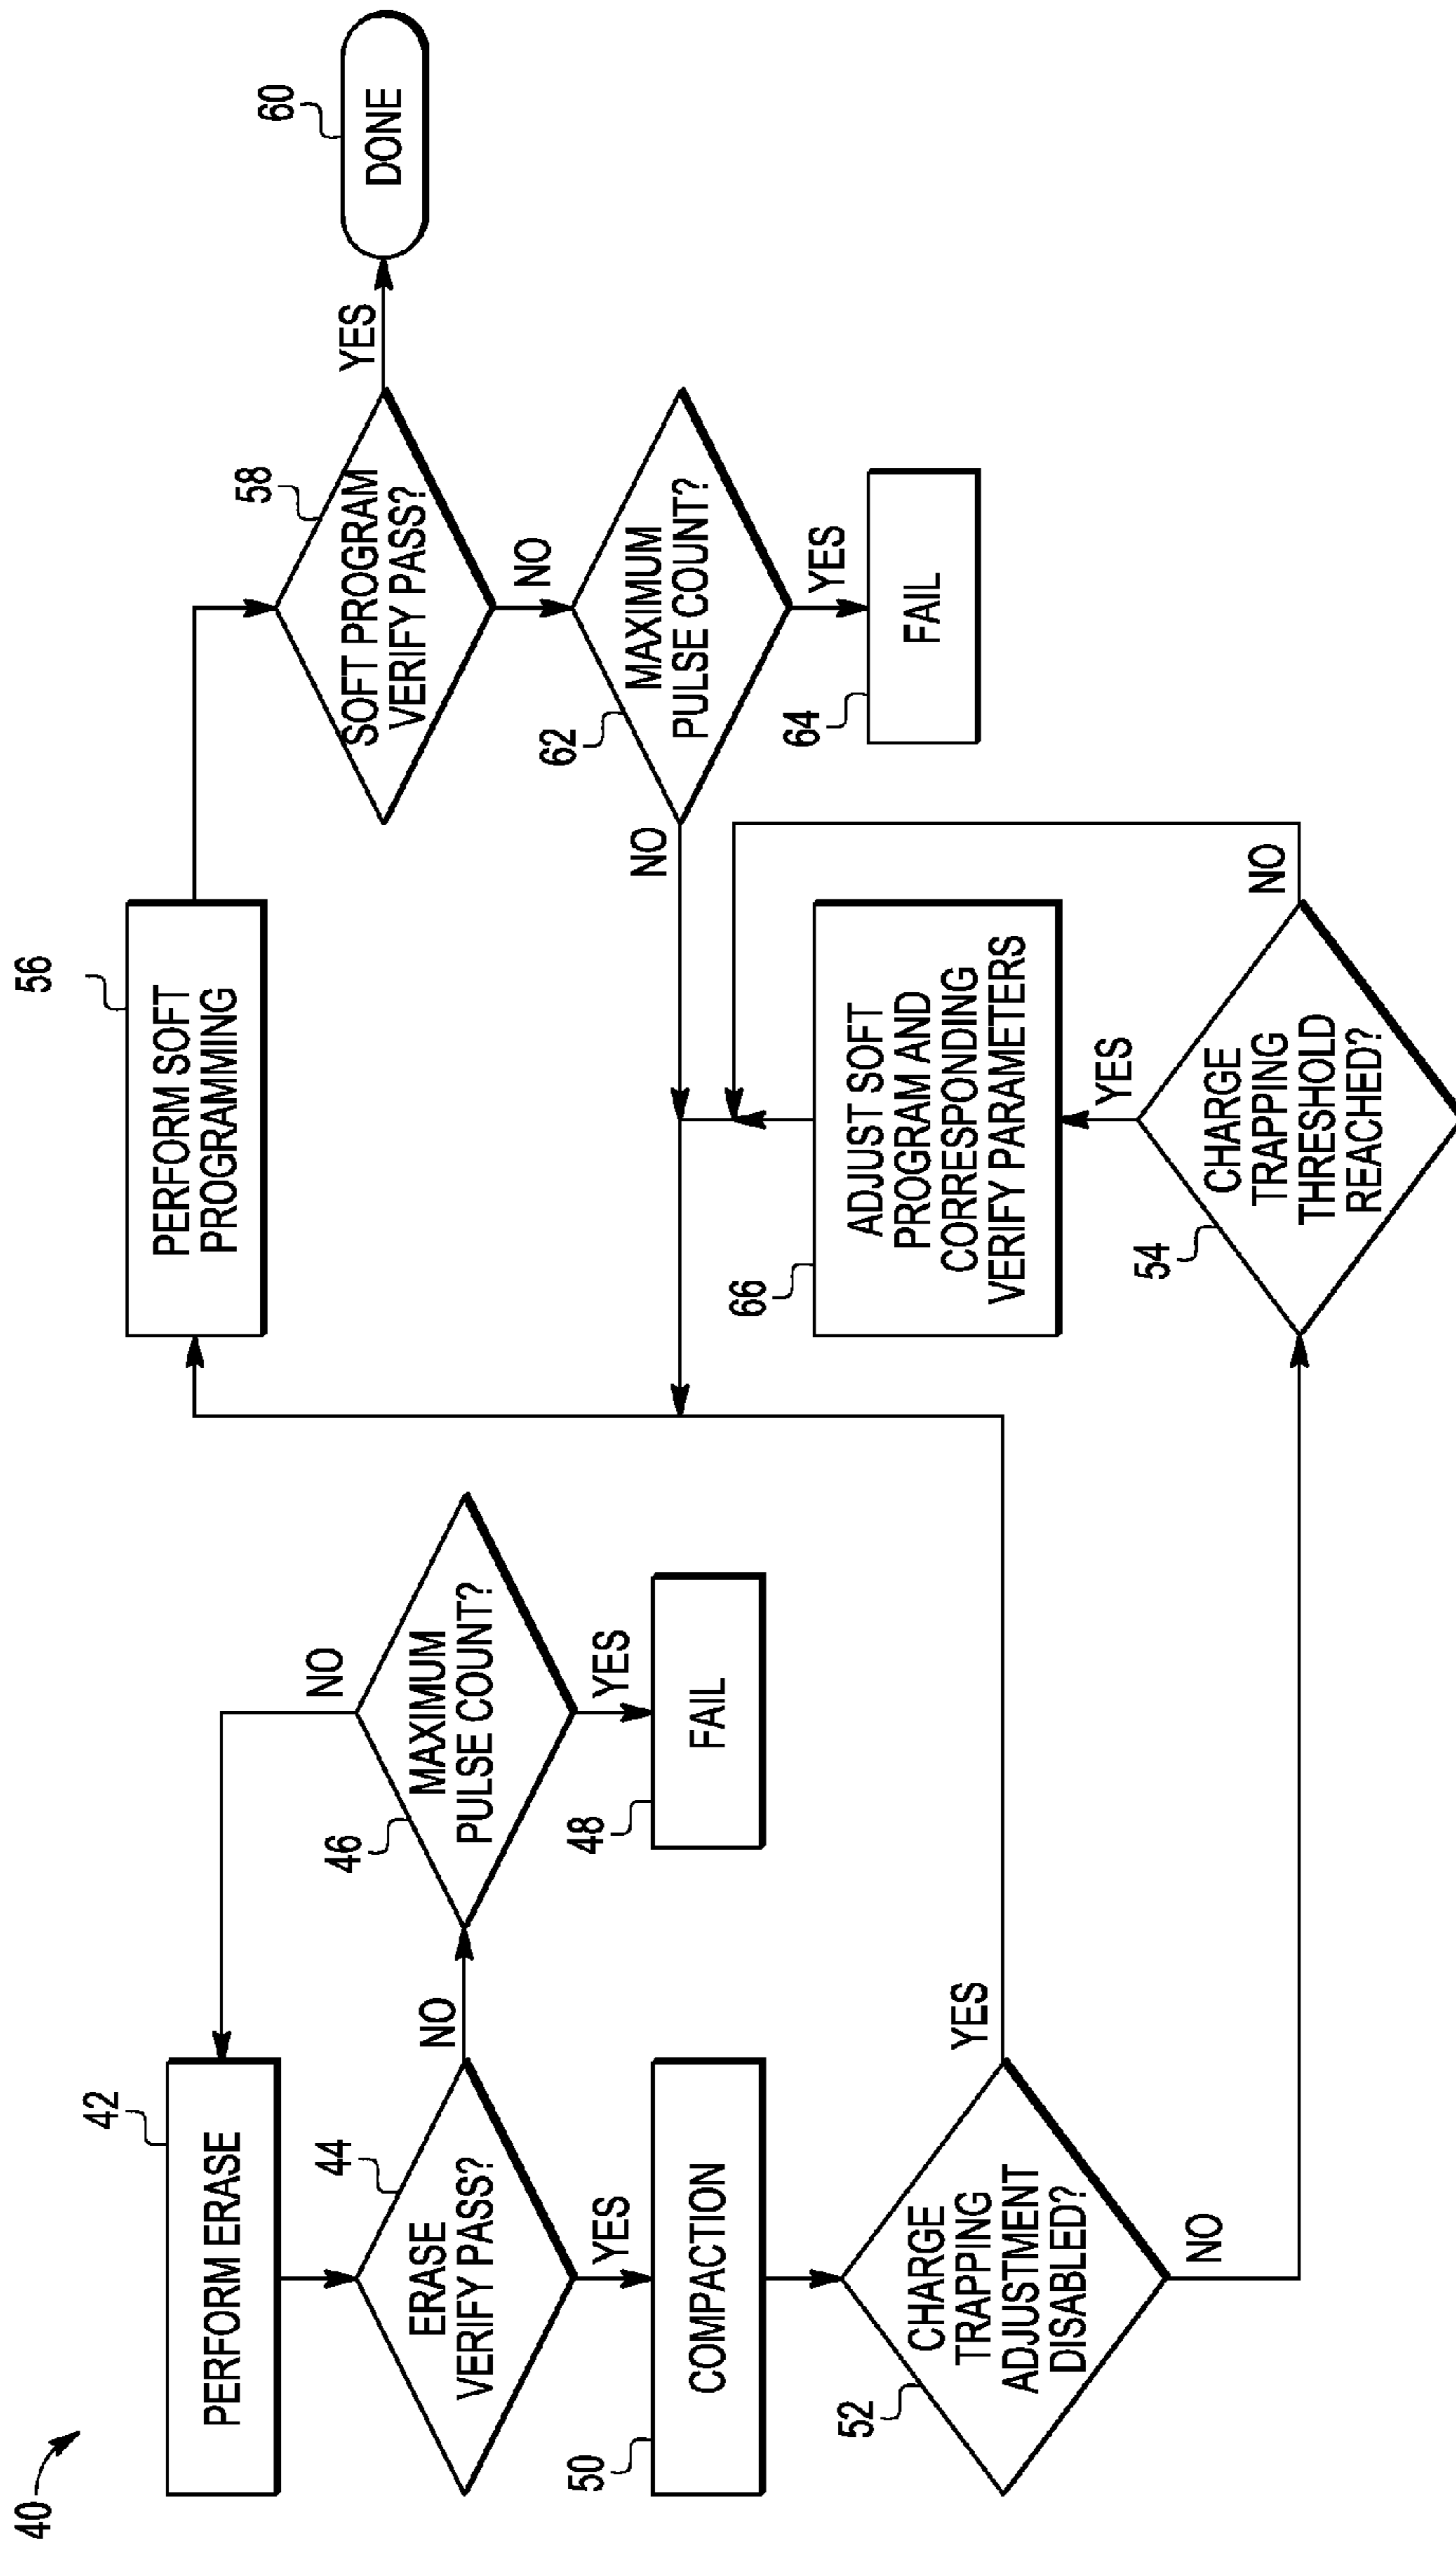 40
42
PERFORM ERASE
44
ERASE
VERIFY PASS?
NO
YES
46
MAXIMUM
PULSE COUNT?
NO
YES
48
FAIL
50
COMPACTION
52
CHARGE
TRAPPING
ADJUSTMENT
DISABLED?
YES
NO
56
PERFORM SOFT
PROGRAMMING
58
SOFT PROGRAM
VERIFY PASS?
YES
60
DONE
NO
62
MAXIMUM
PULSE COUNT?
NO
YES
64
FAIL
66
ADJUST SOFT
PROGRAM AND
CORRESPONDING
VERIFY PARAMETERS
YES
54
CHARGE
TRAPPING
THRESHOLD
REACHED?
NO